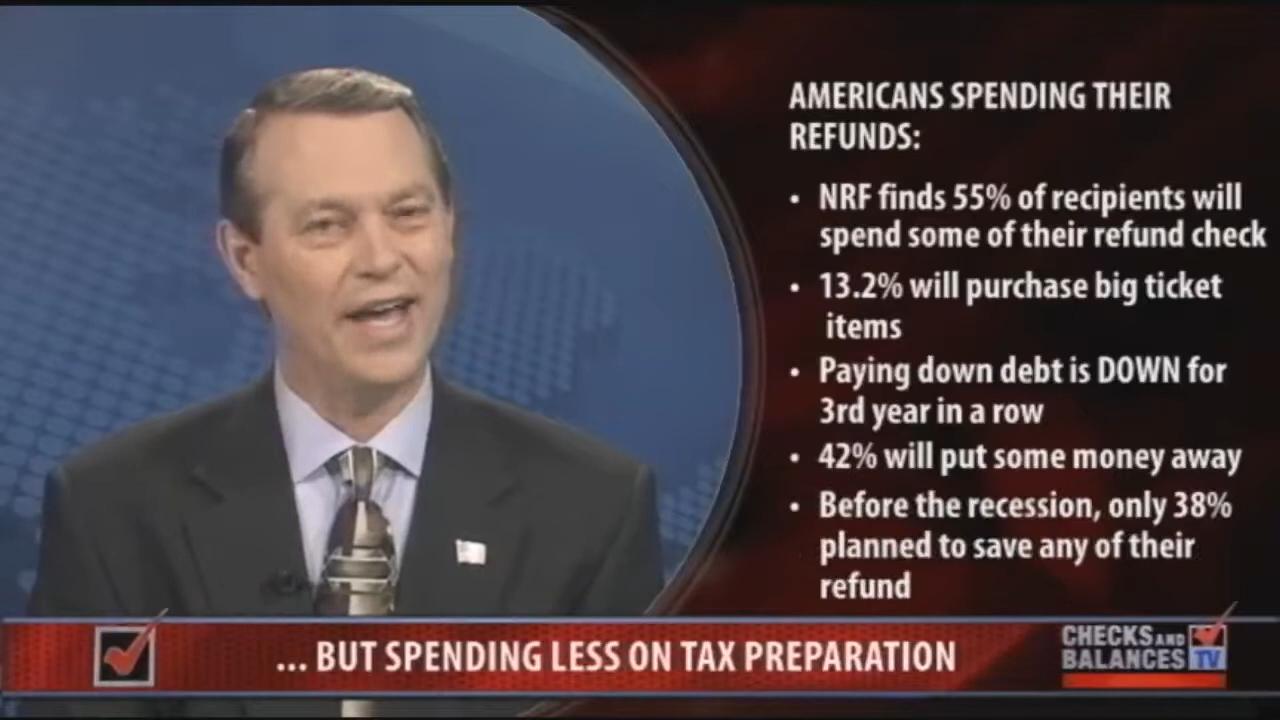 AMERICANS SPENDING THEIR
REFUNDS:
• NRF finds 55% of recipients will
spend some of their refund check
• 13.2% will purchase big ticket
items
• Paying down debt is DOWN for
3rd year in a row
• 42% will put some money away
• Before the recession, only 38%
planned to save any of their
refund
... BUT SPENDING LESS ON TAX PREPARATION
CHECKS AND
BALANCES TV